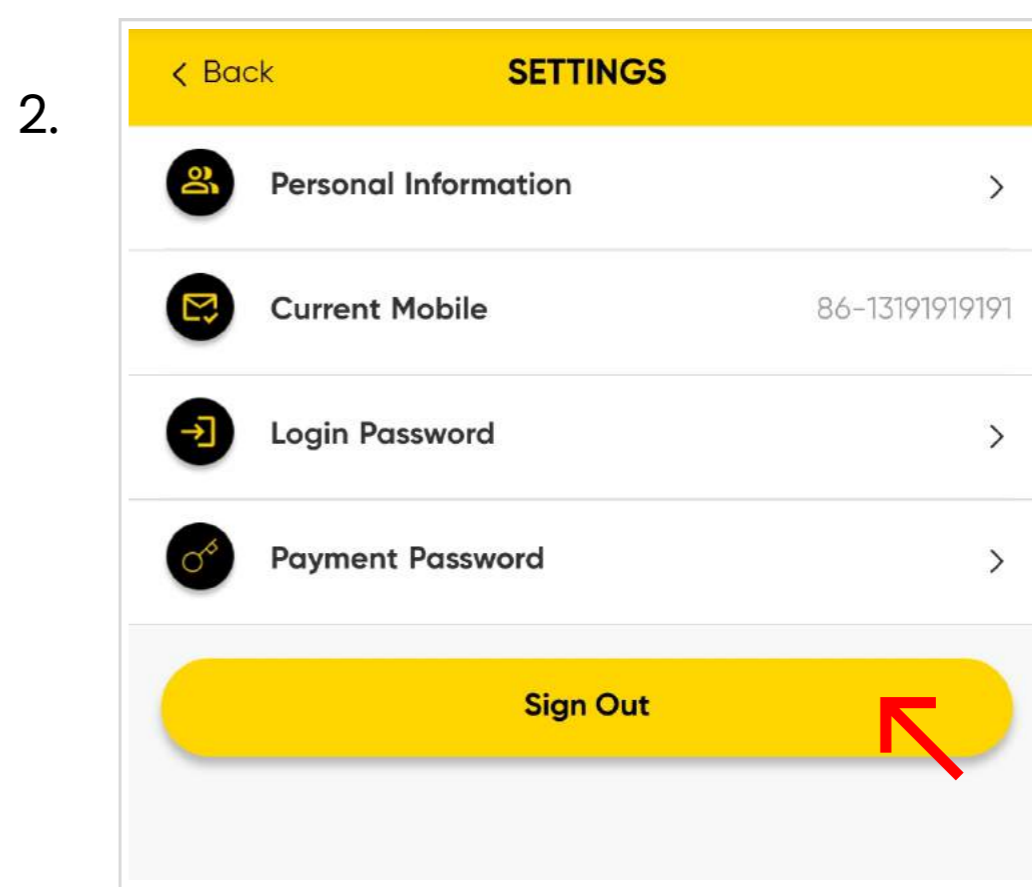 2.
< Back SETTINGS
Personal Information >
Current Mobile 86-13191919191
Login Password >
Payment Password >
Sign Out